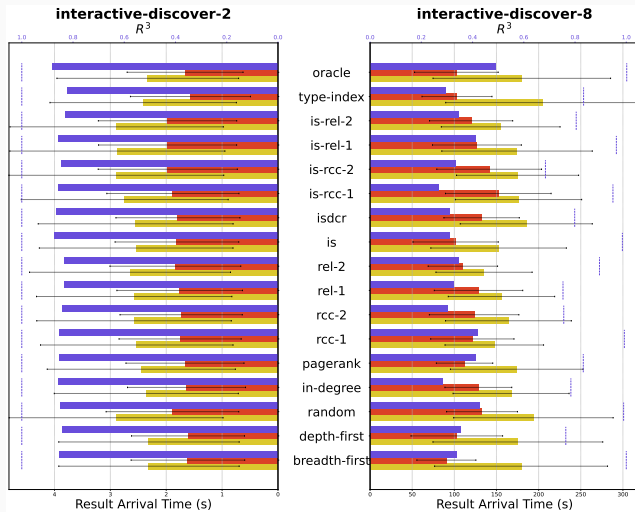 interactive-discover-2 interactive-discover-8
R³ R³
1.0 0.8 0.6 0.4 0.2 0.0 0.0 0.2 0.4 0.6 0.8 1.0
oracle
type-index
is-rel-2
is-rel-1
is-rcc-2
is-rcc-1
isdcr
is
rel-2
rel-1
rcc-2
rcc-1
pagerank
in-degree
random
depth-first
breadth-first
4 3 2 1 0 0 50 100 150 200 250 300
Result Arrival Time (s) Result Arrival Time (s)